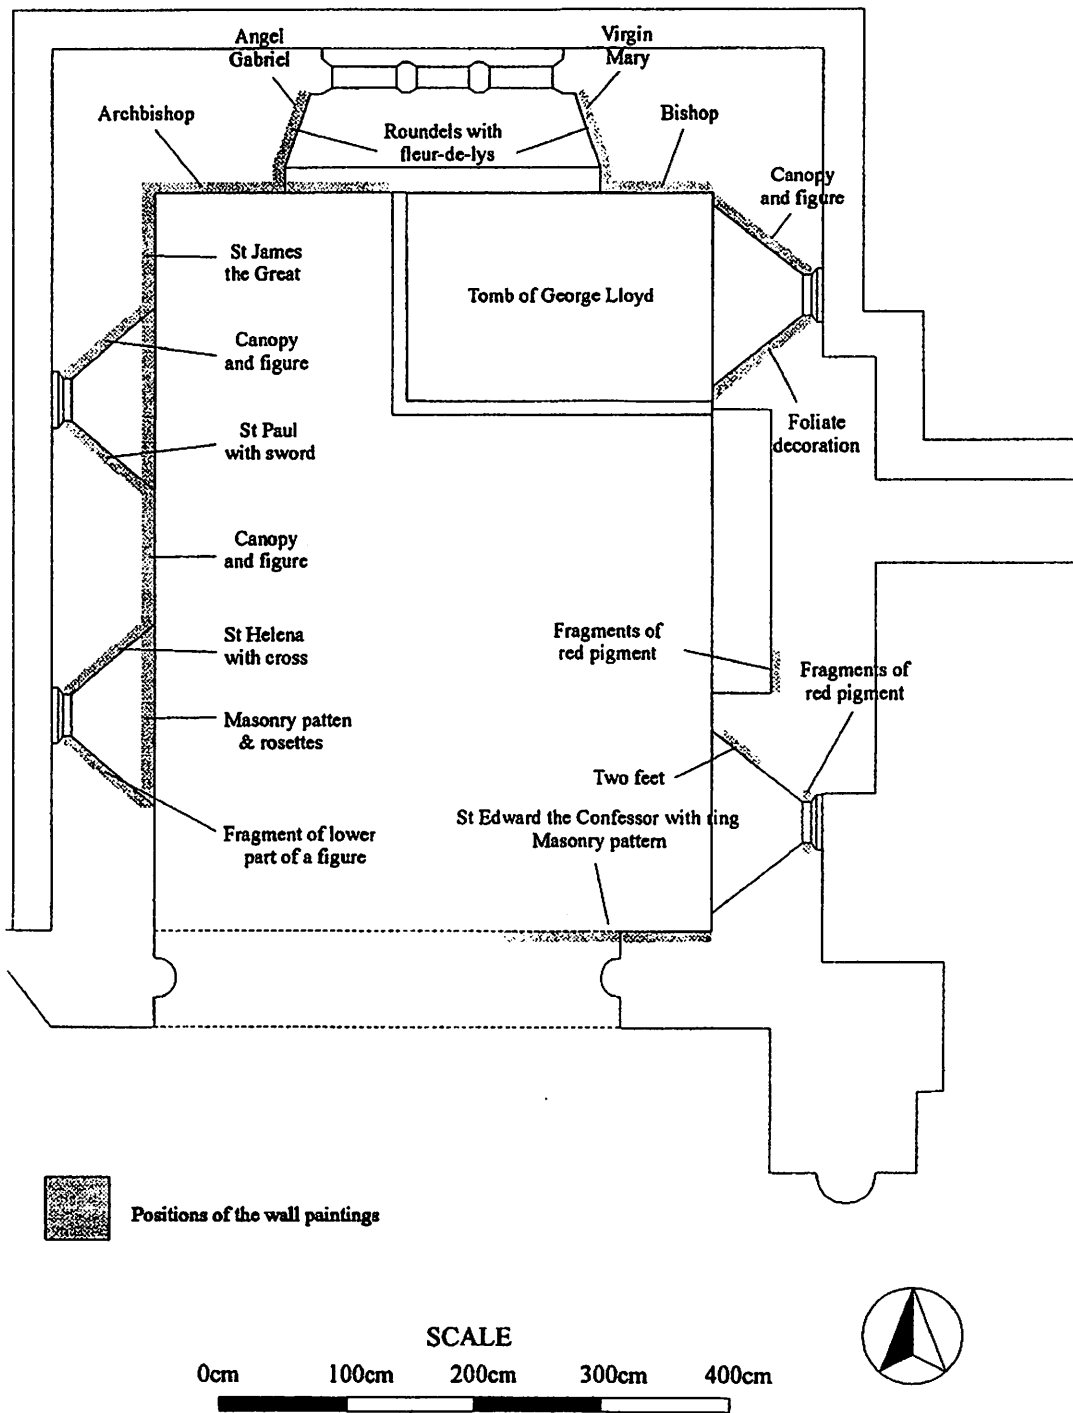 Angel
Gabriel
Virgin
Mary
Archbishop
Roundels with
fleur-de-lys
Bishop
Canopy
and figure
St James
the Great
Tomb of George Lloyd
Canopy
and figure
St Paul
with sword
Foliate
decoration
Canopy
and figure
St Helena
with cross
Fragments of
red pigment
Fragments of
red pigment
Masonry patten
& rosettes
Two feet
St Edward the Confessor with ring
Masonry pattern
Fragment of lower
part of a figure
Positions of the wall paintings
SCALE
0cm 100cm 200cm 300cm 400cm